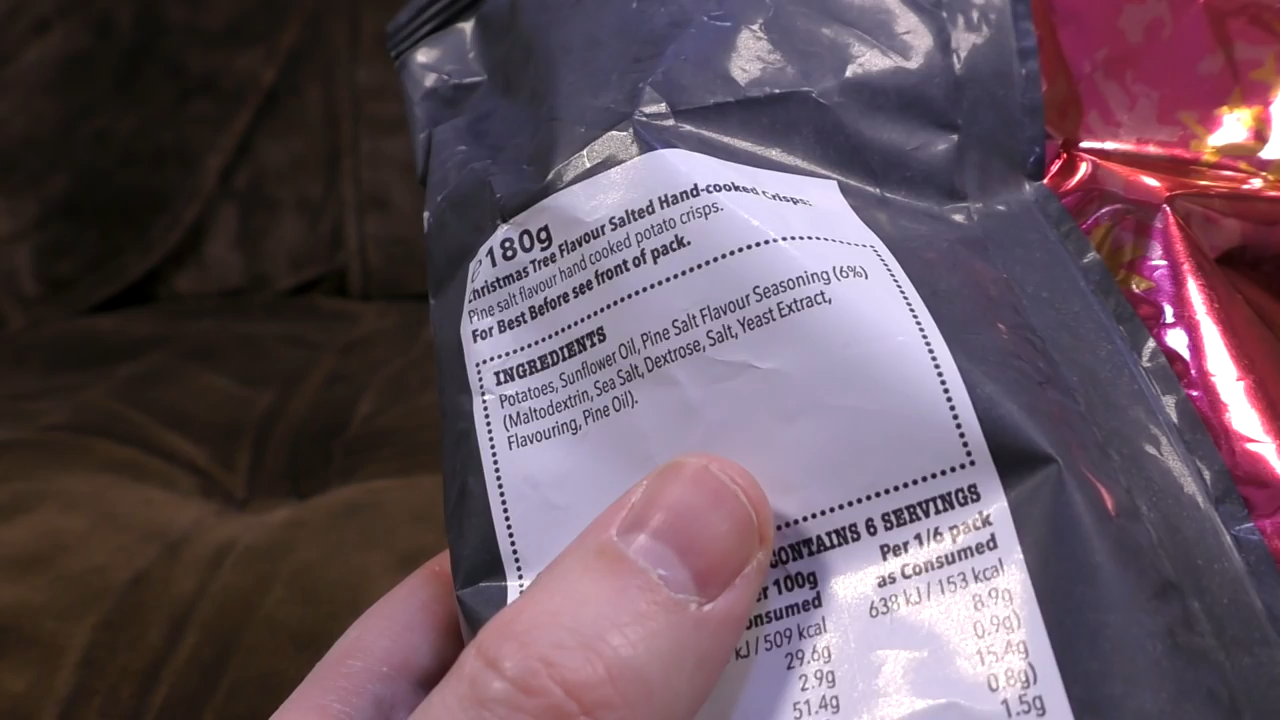 ℮180g
Christmas Tree Flavour Salted Hand-cooked Crisps:
Pine salt flavour hand cooked potato crisps.
For Best Before see front of pack.
INGREDIENTS
Potatoes, Sunflower Oil, Pine Salt Flavour Seasoning (6%)
(Maltodextrin, Sea Salt, Dextrose, Salt, Yeast Extract,
Flavouring, Pine Oil).
CONTAINS 6 SERVINGS
100g Per 1/6 pack
as Consumed
kJ / 509 kcal 638 kJ / 153 kcal
29.6g 8.9g
2.9g 0.9g)
51.4g 15.4g
0.8g)
1.5g